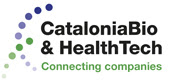 CataloniaBio
& HealthTech
Connecting companies